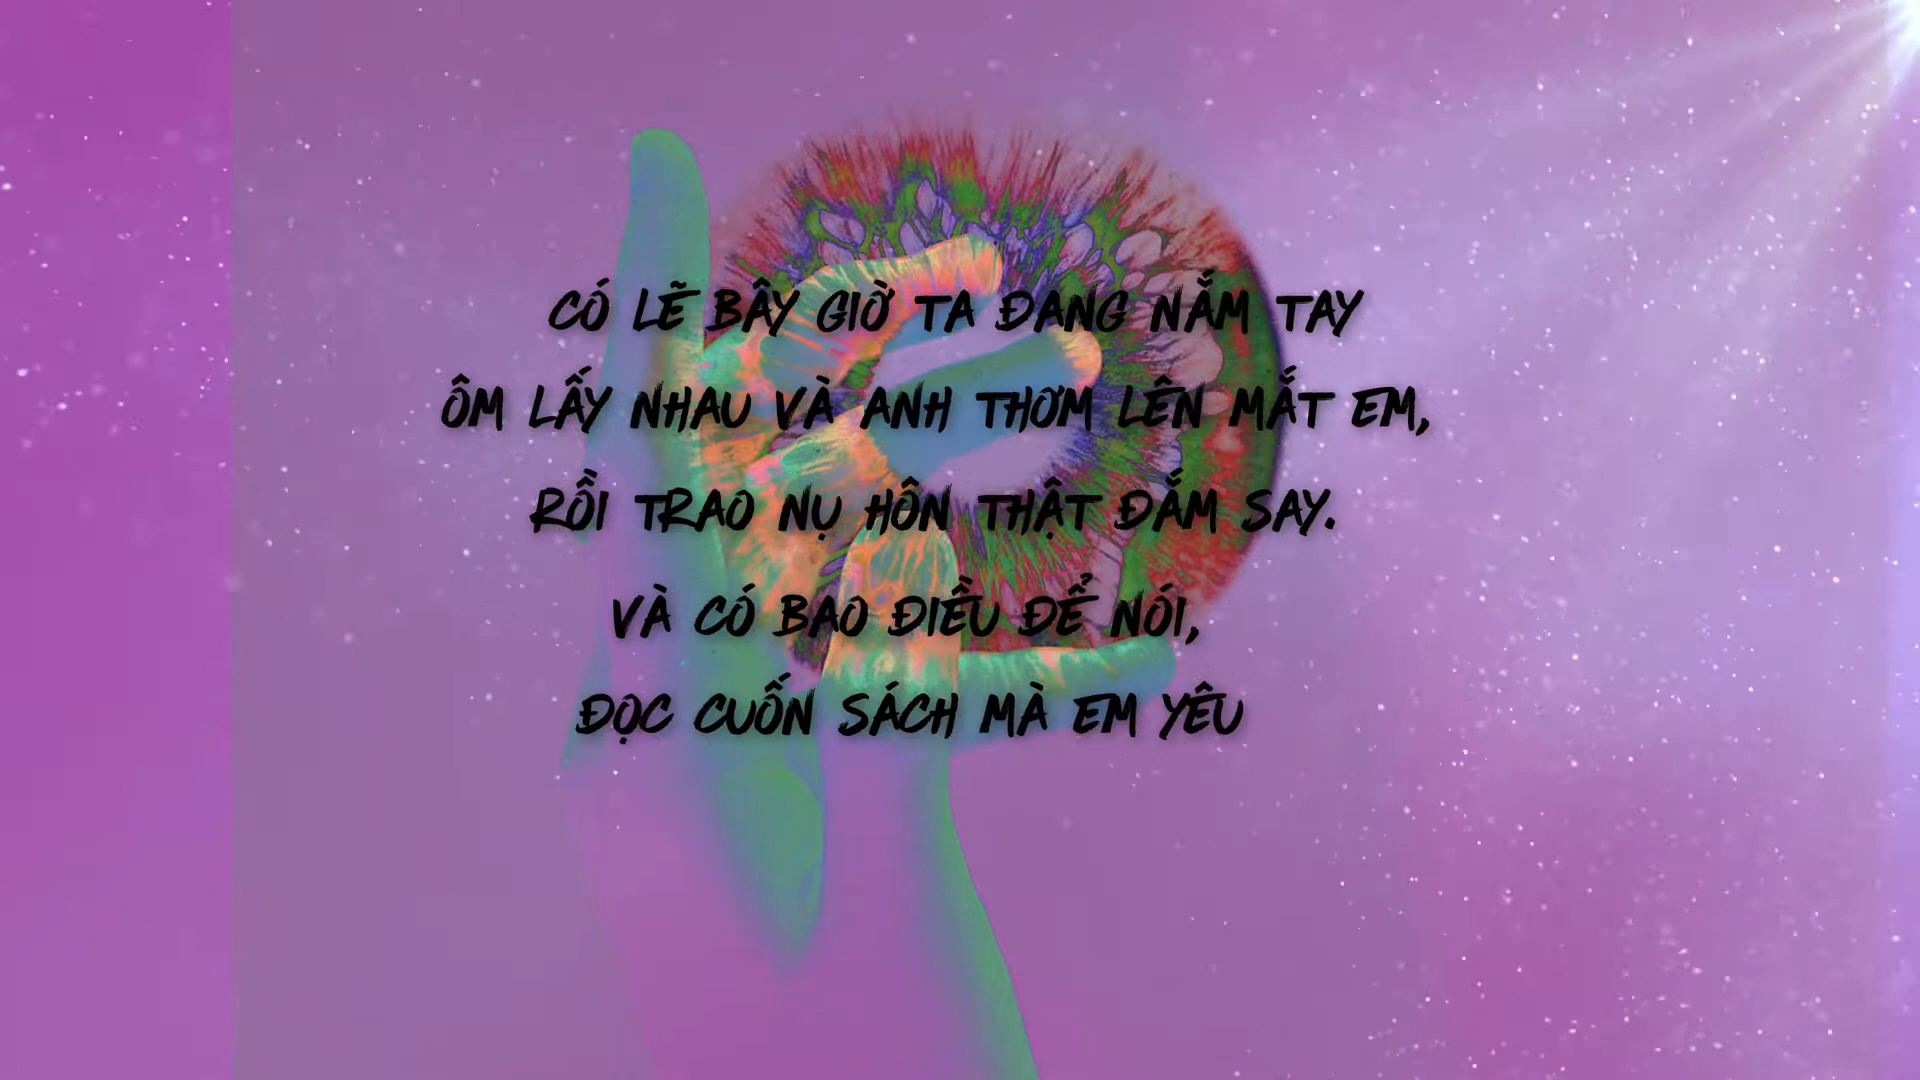 CÓ LẼ BÂY GIỜ TA ĐANG NẮM TAY
ÔM LẤY NHAU VÀ ANH THƠM LÊN MẮT EM,
RỒI TRAO NỤ HÔN THẬT ĐẮM SAY.
VÀ CÓ BAO ĐIỀU ĐỂ NÓI,
ĐỌC CUỐN SÁCH MÀ EM YÊU